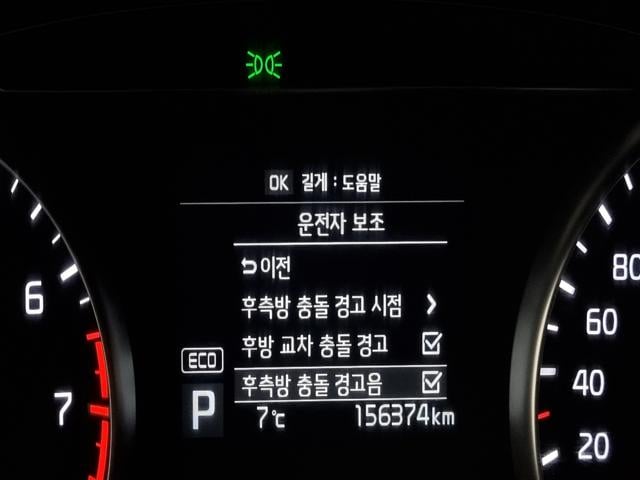 OK 길게 : 도움말
운전자 보조
이전
후측방 충돌 경고 시점
후방 교차 충돌 경고
후측방 충돌 경고음
ECO
P
7℃ 156374km
6
7
80
60
40
20